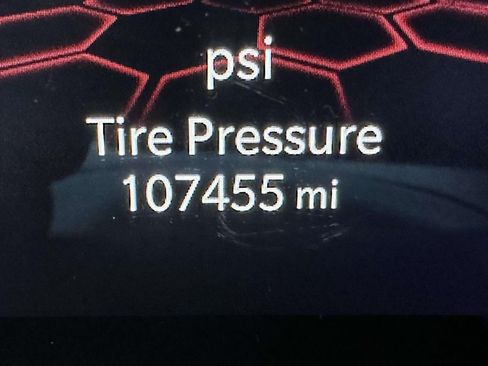 psi
Tire Pressure
107455 mi